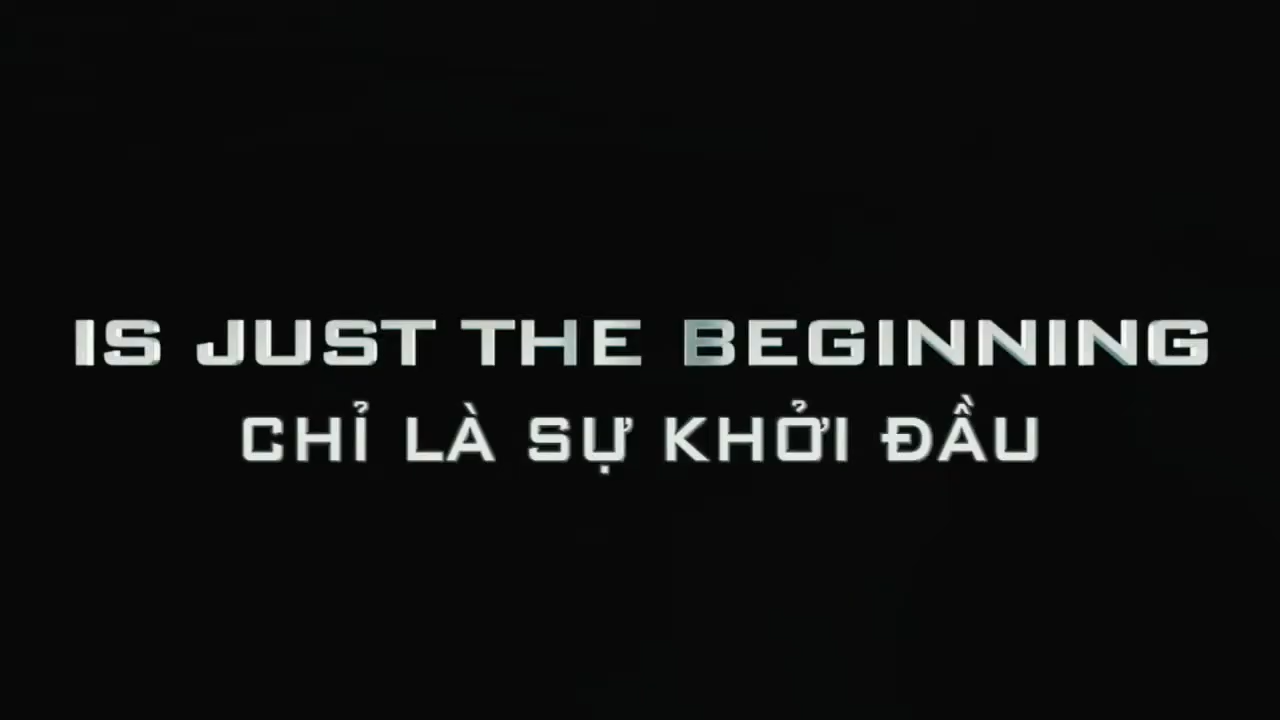 IS JUST THE BEGINNING
CHỈ LÀ SỰ KHỞI ĐẦU